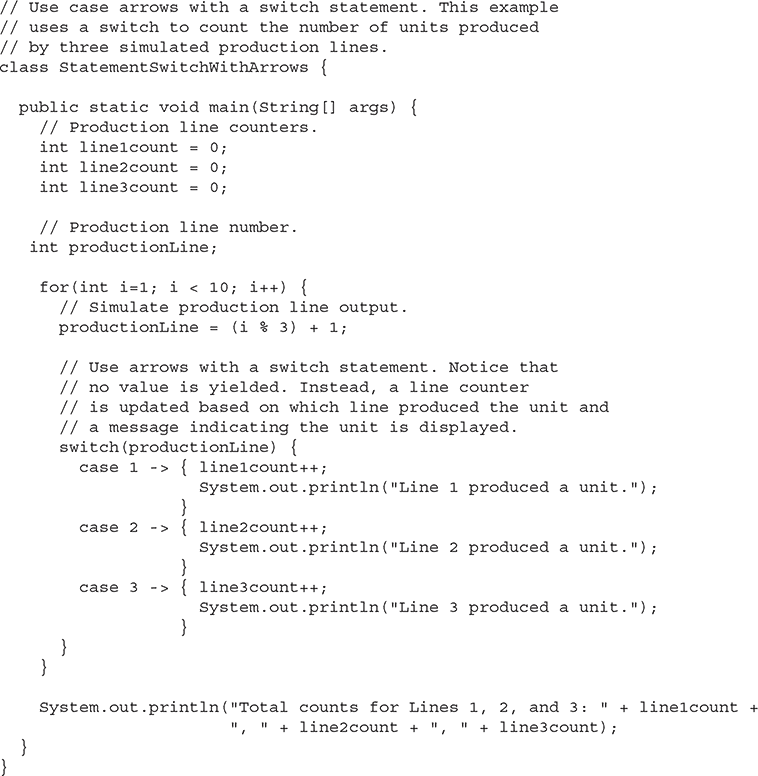 // Use case arrows with a switch statement. This example
// uses a switch to count the number of units produced
// by three simulated production lines.
class StatementSwitchWithArrows {

  public static void main(String[] args) {
    // Production line counters.
    int line1count = 0;
    int line2count = 0;
    int line3count = 0;

    // Production line number.
   int productionLine;

    for(int i=1; i < 10; i++) {
      // Simulate production line output.
      productionLine = (i % 3) + 1;

      // Use arrows with a switch statement. Notice that
      // no value is yielded. Instead, a line counter
      // is updated based on which line produced the unit and
      // a message indicating the unit is displayed.
      switch(productionLine) {
        case 1 -> { line1count++;
                    System.out.println("Line 1 produced a unit.");
                  }
        case 2 -> { line2count++;
                    System.out.println("Line 2 produced a unit.");
                  }
        case 3 -> { line3count++;
                    System.out.println("Line 3 produced a unit.");
                  }
      }
    }

    System.out.println("Total counts for Lines 1, 2, and 3: " + line1count +
                       ", " + line2count + ", " + line3count);
  }
}